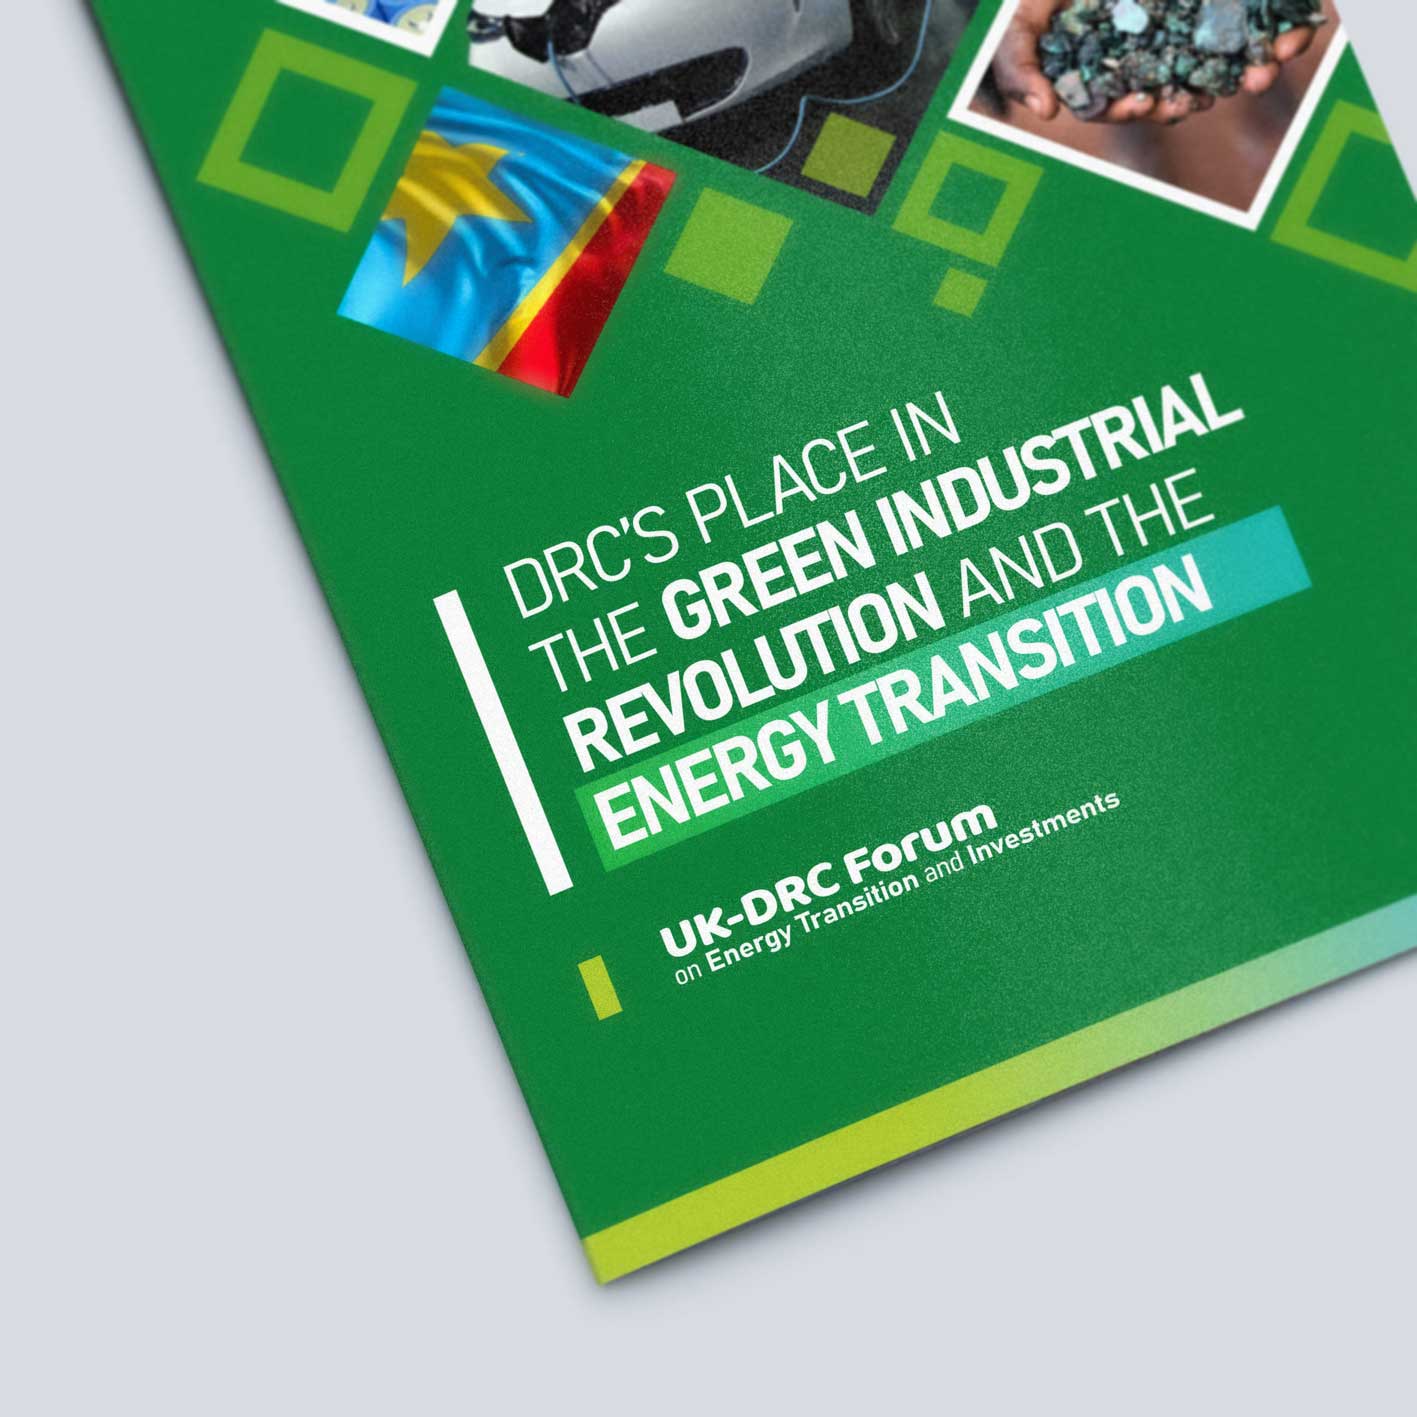 DRC'S PLACE IN
THE GREEN INDUSTRIAL
REVOLUTION AND THE
ENERGY TRANSITION
UK-DRC Forum
on Energy Transition and Investments